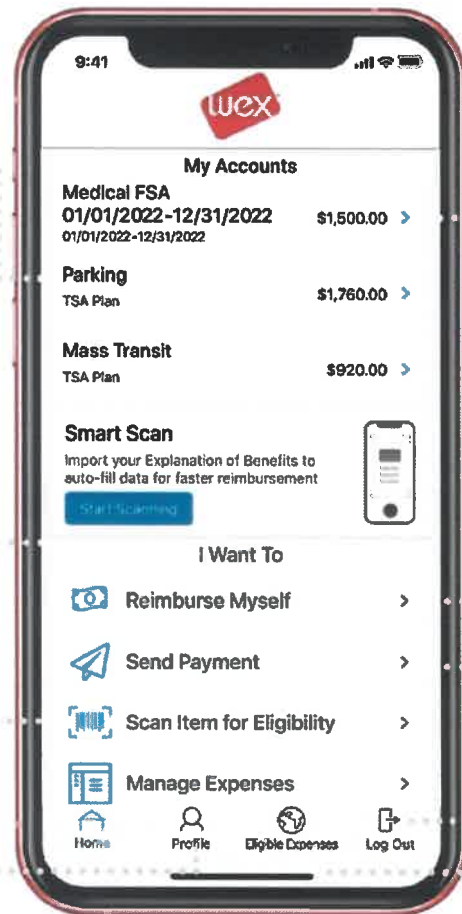 9:41
wex
My Accounts
Medical FSA
01/01/2022-12/31/2022 $1,500.00
01/01/2022-12/31/2022
Parking
TSA Plan $1,760.00
Mass Transit
TSA Plan $920.00
Smart Scan
Import your Explanation of Benefits to
auto-fill data for faster reimbursement
Start Scanning
I Want To
Reimburse Myself
Send Payment
Scan Item for Eligibility
Manage Expenses
Home Profile Eligible Expenses Log Out